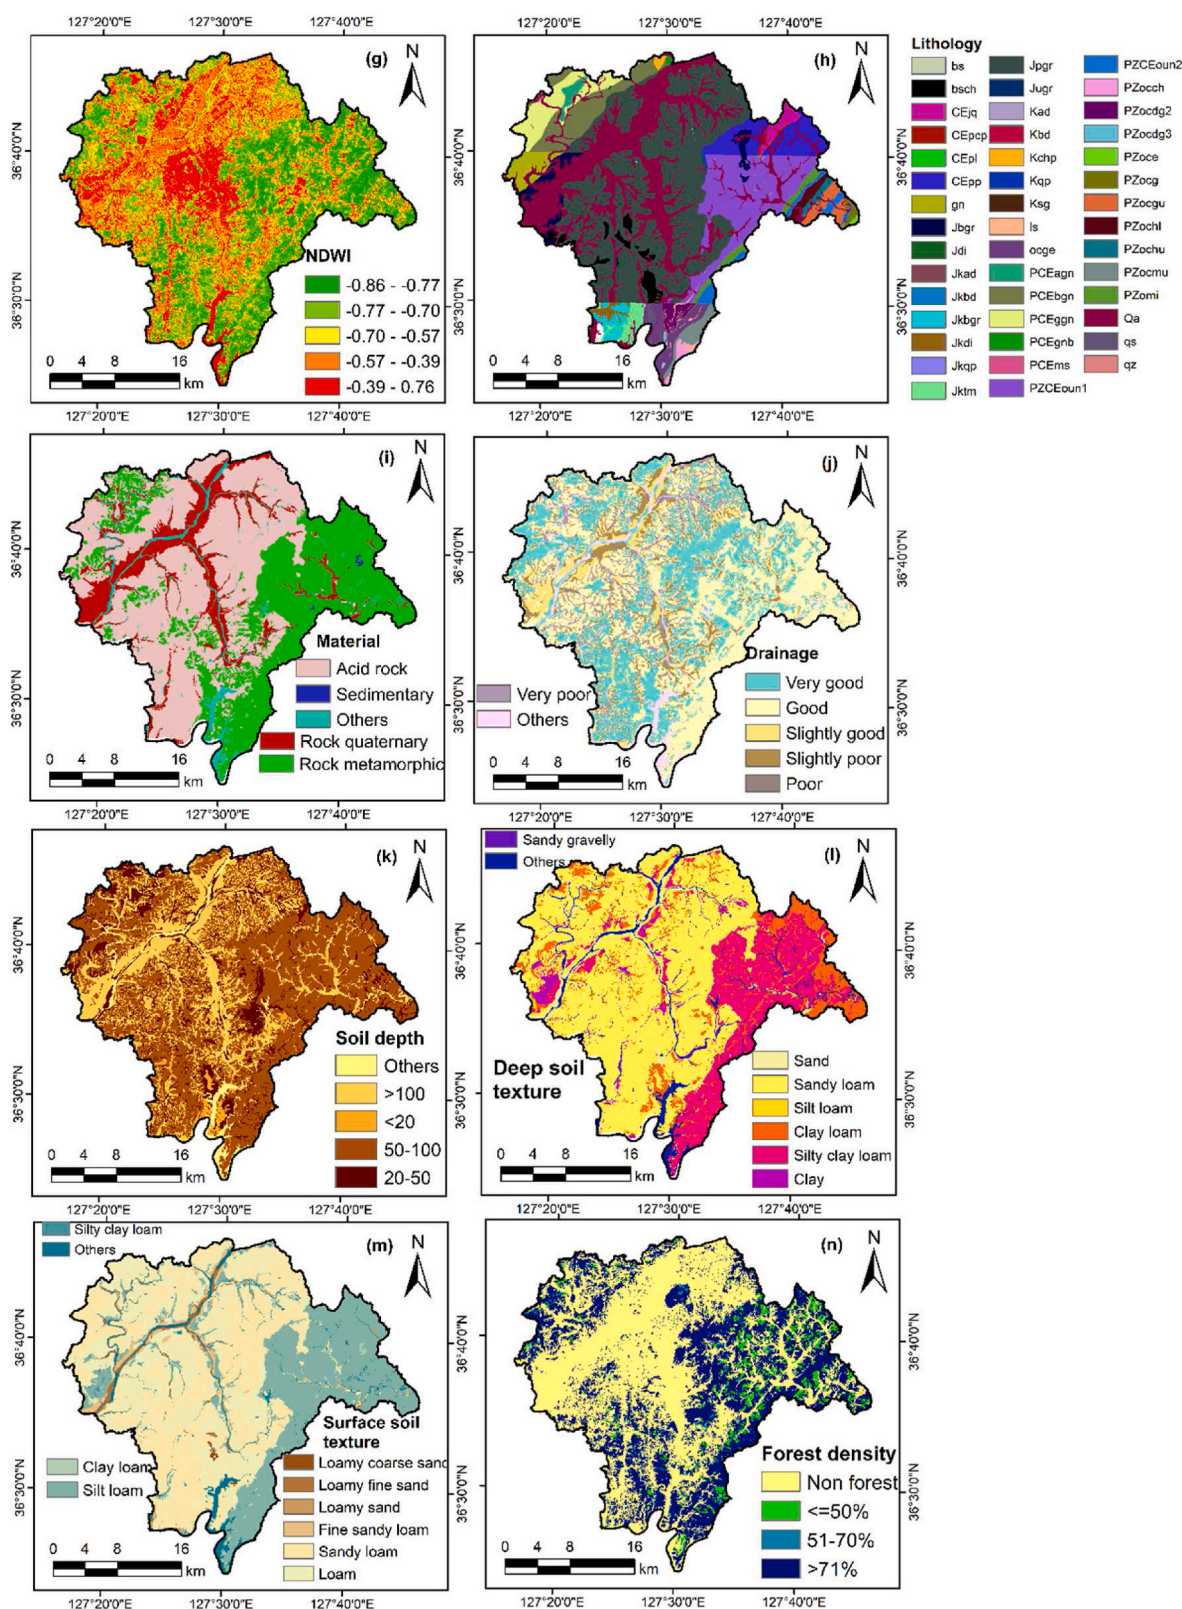 127°20'0"E 127°30'0"E 127°40'0"E
(g)
N
36°40'0"N
36°30'0"N
NDWI
-0.86 - -0.77
-0.77 - -0.70
-0.70 - -0.57
-0.57 - -0.39
-0.39 - 0.76
0 4 8 16
km
127°20'0"E 127°30'0"E 127°40'0"E
127°20'0"E 127°30'0"E 127°40'0"E
(h)
N
36°40'0"N
36°30'0"N
0 4 8 16
km
127°20'0"E 127°30'0"E 127°40'0"E
Lithology
bs
bsch
CEjq
CEpcp
CEpl
CEpp
gn
Jbgr
Jdi
Jkad
Jkbd
Jkbgr
Jkdi
Jkqp
Jktm
Jpgr
Jugr
Kad
Kbd
Kchp
Kqp
Ksg
ls
ocge
PCEagn
PCEbgn
PCEggn
PCEgnb
PCEms
PZCEoun1
PZCEoun2
PZocch
PZocdg2
PZocdg3
PZoce
PZocg
PZocgu
PZochl
PZochu
PZocmu
PZomi
Qa
qs
qz
(i)
N
36°40'0"N
36°30'0"N
Material
Acid rock
Sedimentary
Others
Rock quaternary
Rock metamorphic
0 4 8 16
km
127°20'0"E 127°30'0"E 127°40'0"E
(j)
N
36°40'0"N
36°30'0"N
Drainage
Very poor
Others
Very good
Good
Slightly good
Slightly poor
Poor
0 4 8 16
km
127°20'0"E 127°30'0"E 127°40'0"E
(k)
N
36°40'0"N
36°30'0"N
Soil depth
Others
>100
<20
50-100
20-50
0 4 8 16
km
127°20'0"E 127°30'0"E 127°40'0"E
Sandy gravelly
Others
(l)
N
36°40'0"N
36°30'0"N
Deep soil
texture
Sand
Sandy loam
Silt loam
Clay loam
Silty clay loam
Clay
0 4 8 16
km
127°20'0"E 127°30'0"E 127°40'0"E
Silty clay loam
Others
(m)
N
36°40'0"N
36°30'0"N
Surface soil
texture
Clay loam
Silt loam
Loamy coarse sand
Loamy fine sand
Loamy sand
Fine sandy loam
Sandy loam
Loam
0 4 8 16
km
127°20'0"E 127°30'0"E 127°40'0"E
(n)
N
36°40'0"N
36°30'0"N
Forest density
Non forest
<=50%
51-70%
>71%
0 4 8 16
km
127°20'0"E 127°30'0"E 127°40'0"E